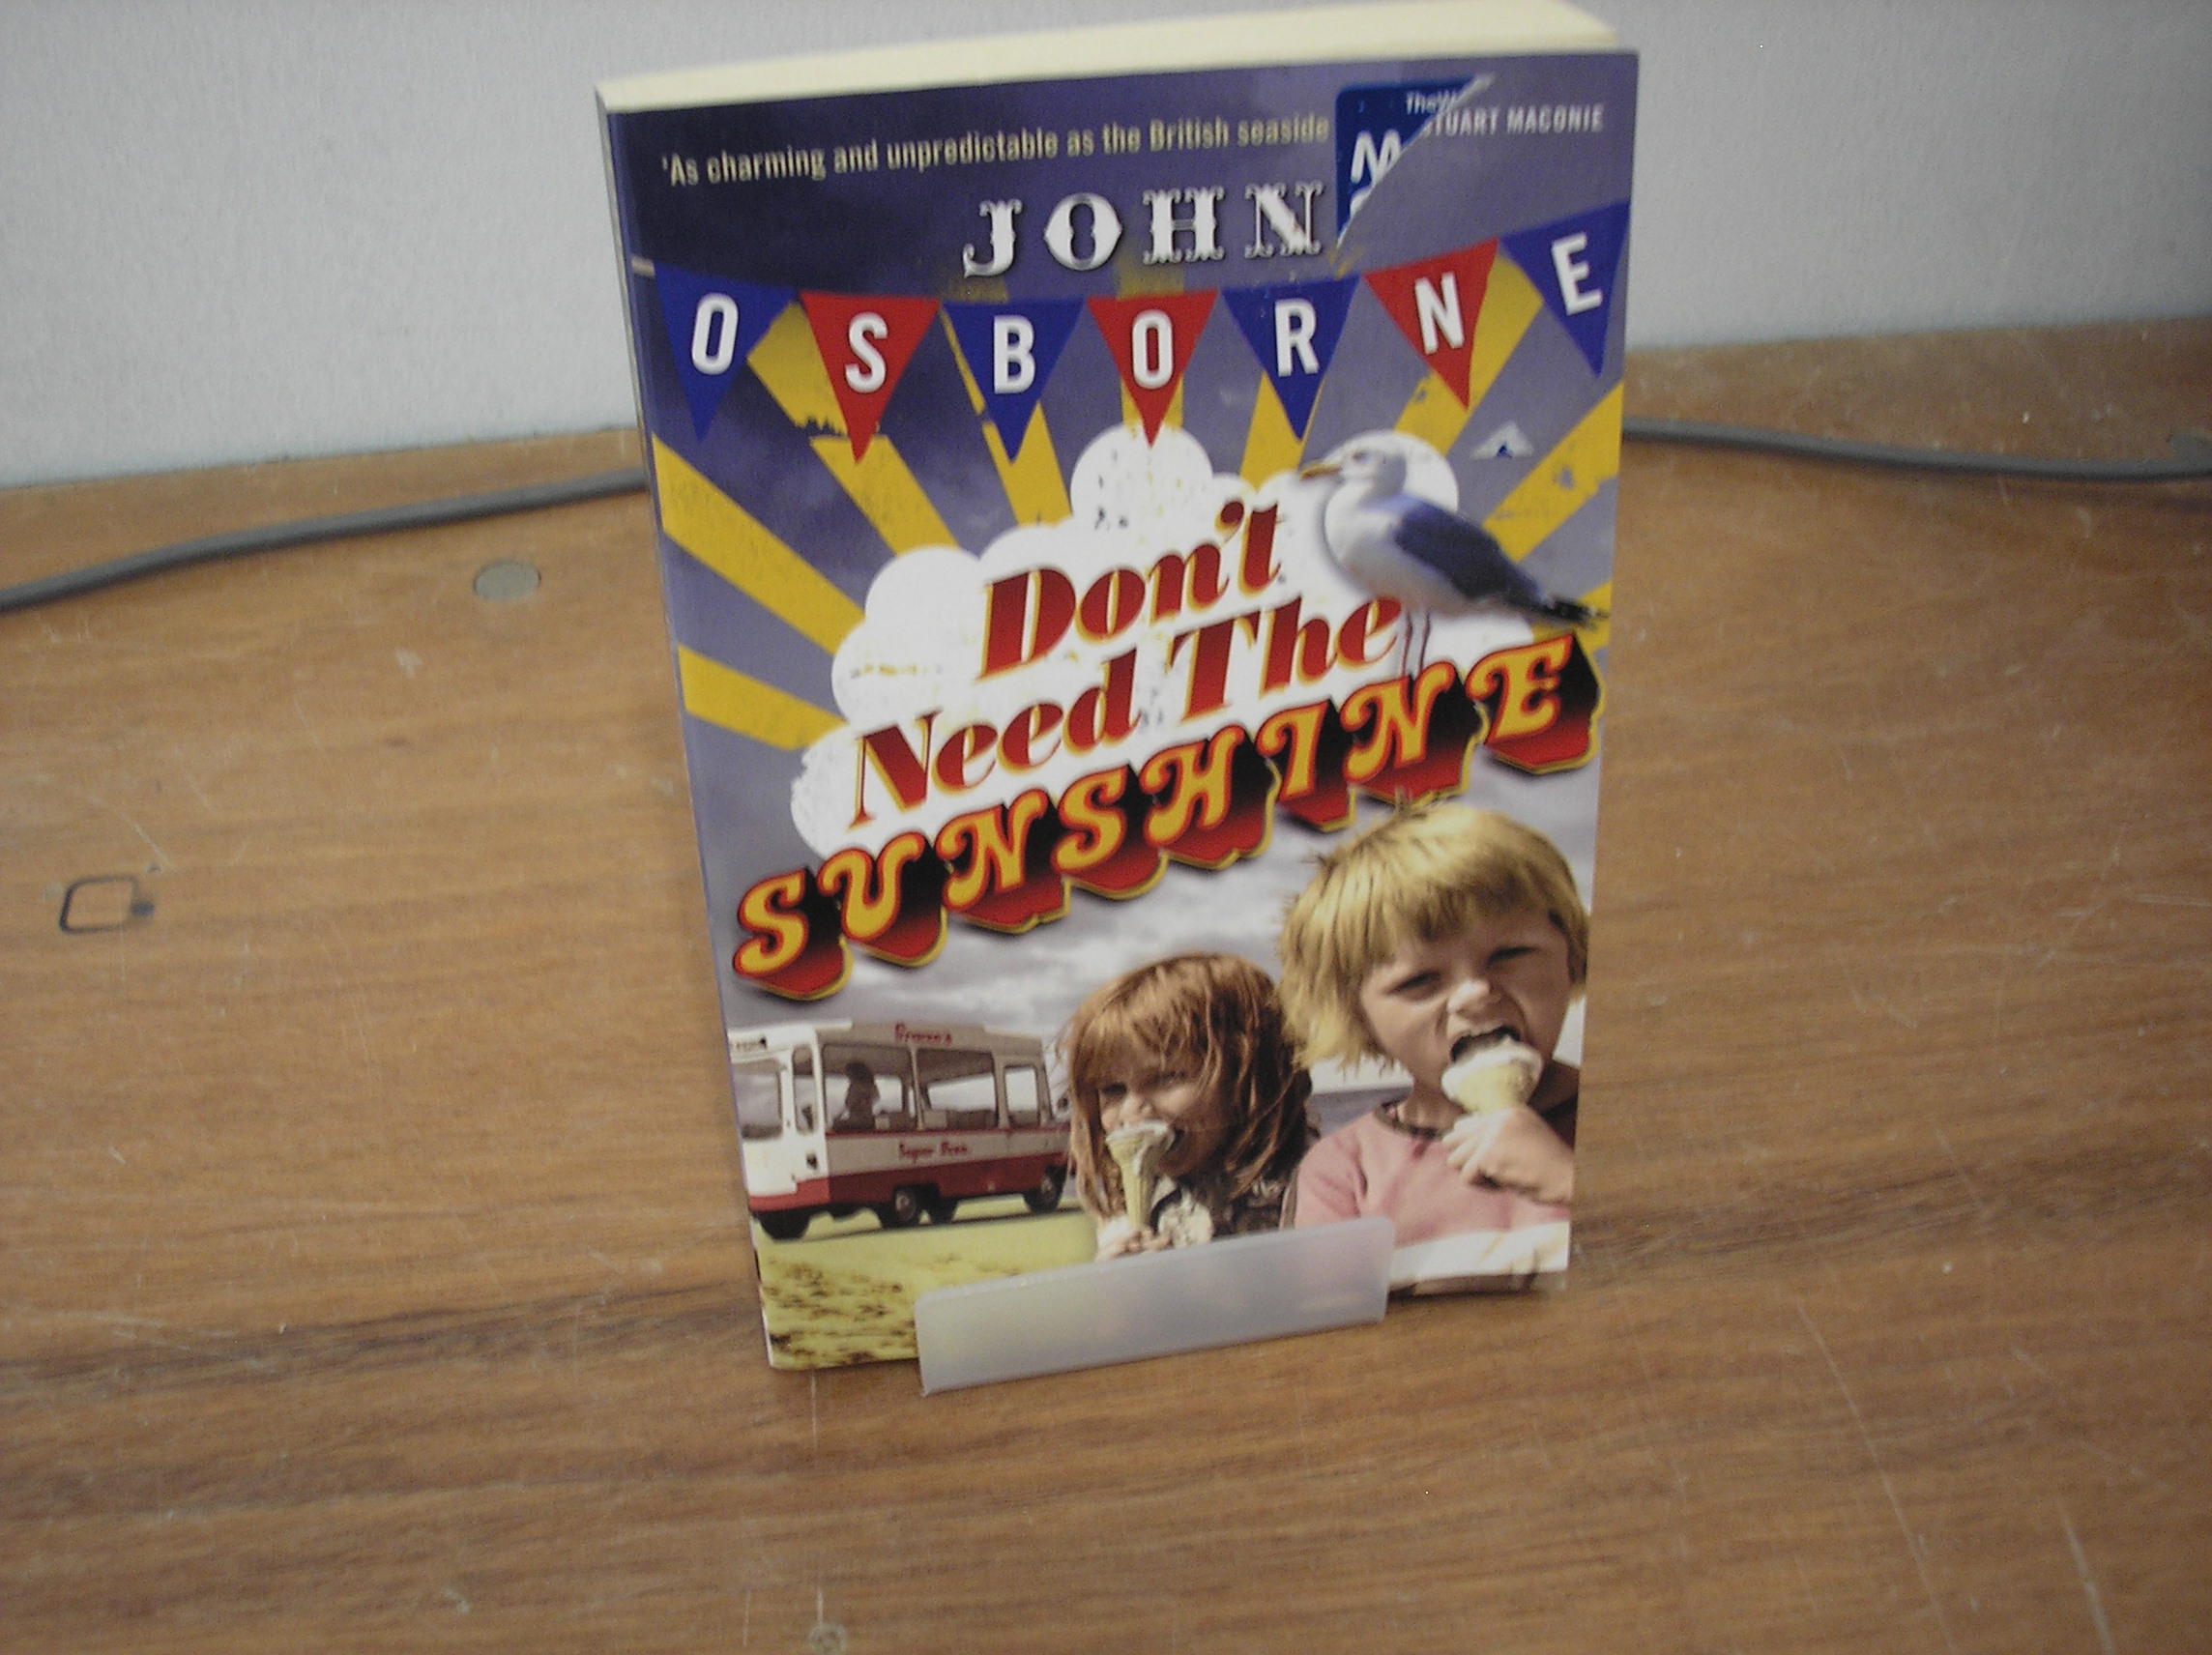 'As charming and unpredictable as the British seaside
STUART MACONIE
JOHN
OSBORNE
Don't
Need The
SUNSHINE